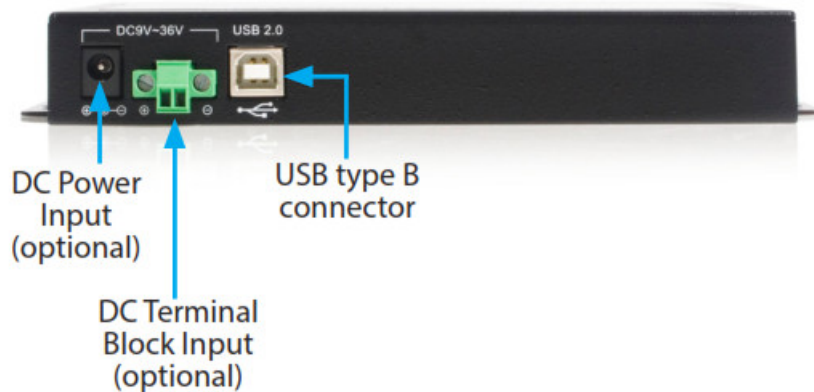 DC9V~36V
USB 2.0
DC Power
Input
(optional)
USB type B
connector
DC Terminal
Block Input
(optional)